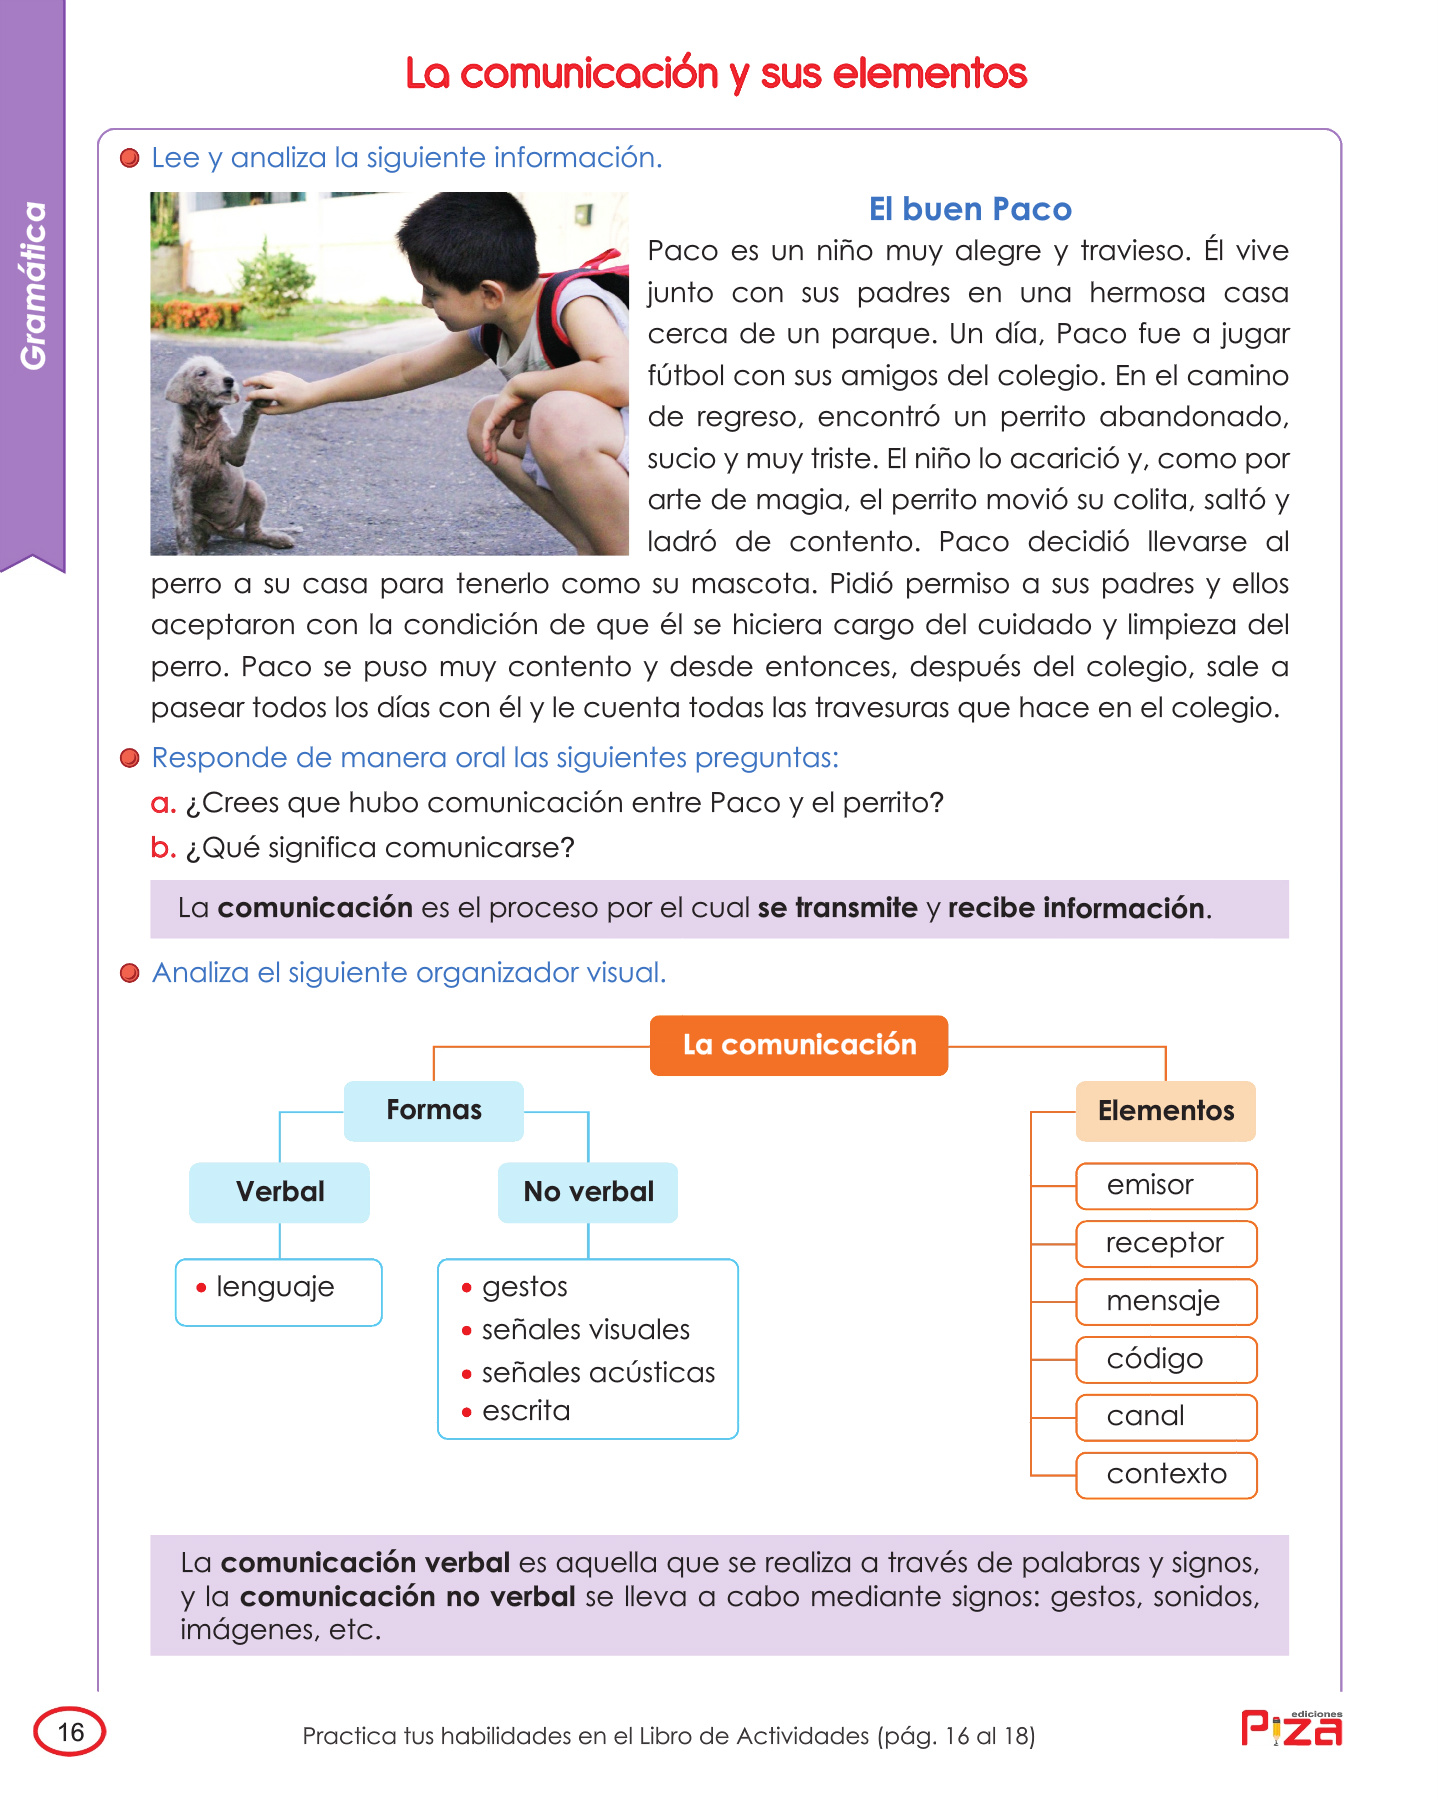 La comunicación y sus elementos
Gramática
Lee y analiza la siguiente información.
El buen Paco
Paco es un niño muy alegre y travieso. Él vive
junto con sus padres en una hermosa casa
cerca de un parque. Un día, Paco fue a jugar
fútbol con sus amigos del colegio. En el camino
de regreso, encontró un perrito abandonado,
sucio y muy triste. El niño lo acarició y, como por
arte de magia, el perrito movió su colita, saltó y
ladró de contento. Paco decidió llevarse al
perro a su casa para tenerlo como su mascota. Pidió permiso a sus padres y ellos
aceptaron con la condición de que él se hiciera cargo del cuidado y limpieza del
perro. Paco se puso muy contento y desde entonces, después del colegio, sale a
pasear todos los días con él y le cuenta todas las travesuras que hace en el colegio.
Responde de manera oral las siguientes preguntas:
a. ¿Crees que hubo comunicación entre Paco y el perrito?
b. ¿Qué significa comunicarse?
La comunicación es el proceso por el cual se transmite y recibe información.
Analiza el siguiente organizador visual.
La comunicación
Formas
Verbal
• lenguaje
No verbal
• gestos
• señales visuales
• señales acústicas
• escrita
Elementos
emisor
receptor
mensaje
código
canal
contexto
La comunicación verbal es aquella que se realiza a través de palabras y signos,
y la comunicación no verbal se lleva a cabo mediante signos: gestos, sonidos,
imágenes, etc.
16
Practica tus habilidades en el Libro de Actividades (pág. 16 al 18)
ediciones
Piza